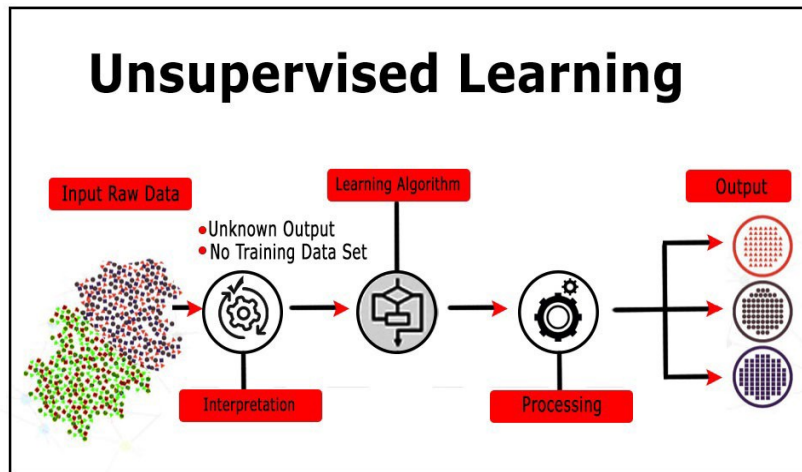 Unsupervised Learning
Input Raw Data
Learning Algorithm
Output
Unknown Output
No Training Data Set
Interpretation
Processing